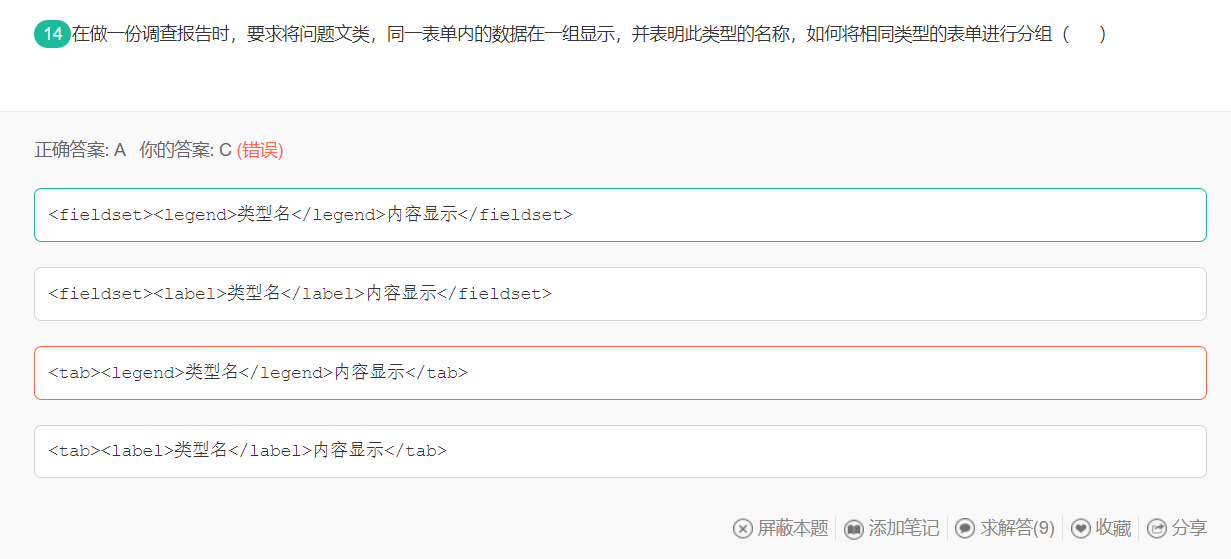 14 在做一份调查报告时，要求将问题文类，同一表单内的数据在一组显示，并表明此类型的名称，如何将相同类型的表单进行分组（ ）
正确答案: A 你的答案: C (错误)
<fieldset><legend>类型名</legend>内容显示</fieldset>
<fieldset><label>类型名</label>内容显示</fieldset>
<tab><legend>类型名</legend>内容显示</tab>
<tab><label>类型名</label>内容显示</tab>
屏蔽本题 添加笔记 求解答(9) 收藏 分享